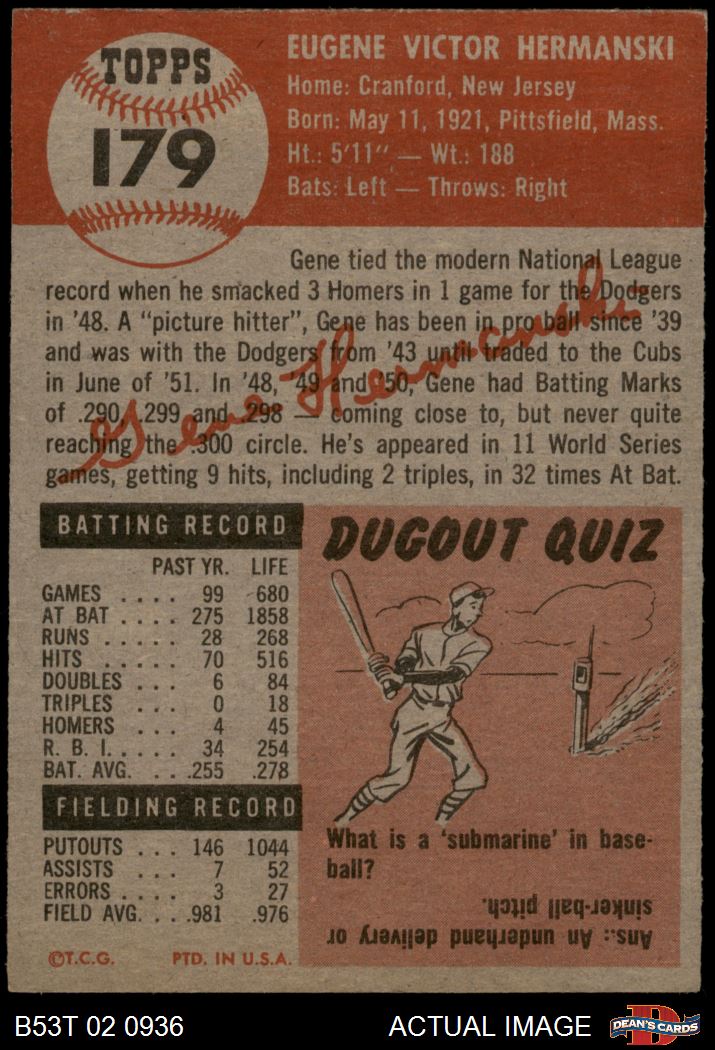 TOPPS
179
EUGENE VICTOR HERMANSKI
Home: Cranford, New Jersey
Born: May 11, 1921, Pittsfield, Mass.
Ht.: 5'11" — Wt.: 188
Bats: Left — Throws: Right
Gene tied the modern National League
record when he smacked 3 Homers in 1 game for the Dodgers
in '48. A "picture hitter", Gene has been in pro ball since '39
and was with the Dodgers from '43 until traded to the Cubs
in June of '51. In '48, '49 and '50, Gene had Batting Marks
of .290, .299 and .298 — coming close to, but never quite
reaching the .300 circle. He's appeared in 11 World Series
games, getting 9 hits, including 2 triples, in 32 times At Bat.
Gene Hermanski
BATTING RECORD
PAST YR. LIFE
GAMES .... 99 680
AT BAT .... 275 1858
RUNS ..... 28 268
HITS ..... 70 516
DOUBLES ... 6 84
TRIPLES ... 0 18
HOMERS ... 4 45
R. B. I. .... 34 254
BAT. AVG. ... .255 .278
FIELDING RECORD
PUTOUTS ... 146 1044
ASSISTS ... 7 52
ERRORS .... 3 27
FIELD AVG. ... .981 .976
©T.C.G. PTD. IN U.S.A.
DUGOUT QUIZ
What is a 'submarine' in base-
ball?
Ans.: An underhand delivery or
sinker-ball pitch.
B53T 02 0936 ACTUAL IMAGE
D
DEAN'S CARDS